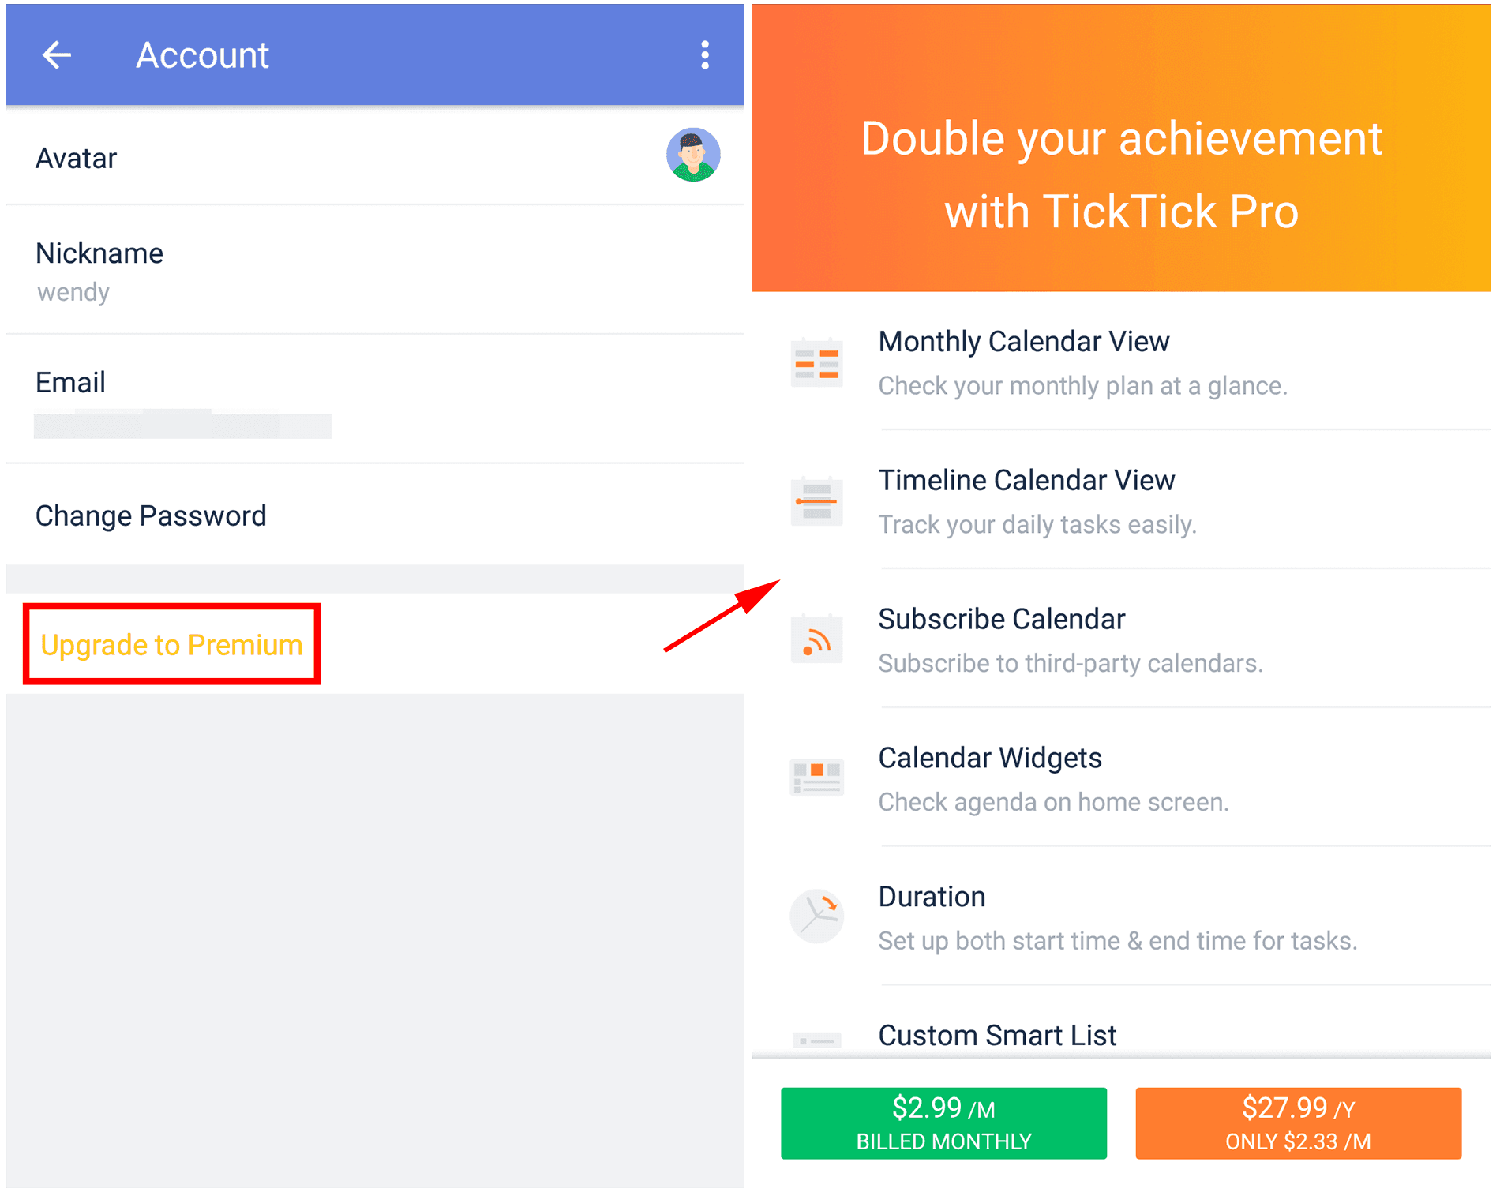 Account
Avatar
Nickname
wendy
Email
Change Password
Upgrade to Premium
Double your achievement
with TickTick Pro
Monthly Calendar View
Check your monthly plan at a glance.
Timeline Calendar View
Track your daily tasks easily.
Subscribe Calendar
Subscribe to third-party calendars.
Calendar Widgets
Check agenda on home screen.
Duration
Set up both start time & end time for tasks.
Custom Smart List
$2.99 /M
BILLED MONTHLY
$27.99 /Y
ONLY $2.33 /M